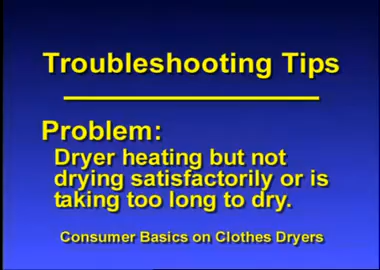 Troubleshooting Tips
Problem:
Dryer heating but not
drying satisfactorily or is
taking too long to dry.
Consumer Basics on Clothes Dryers